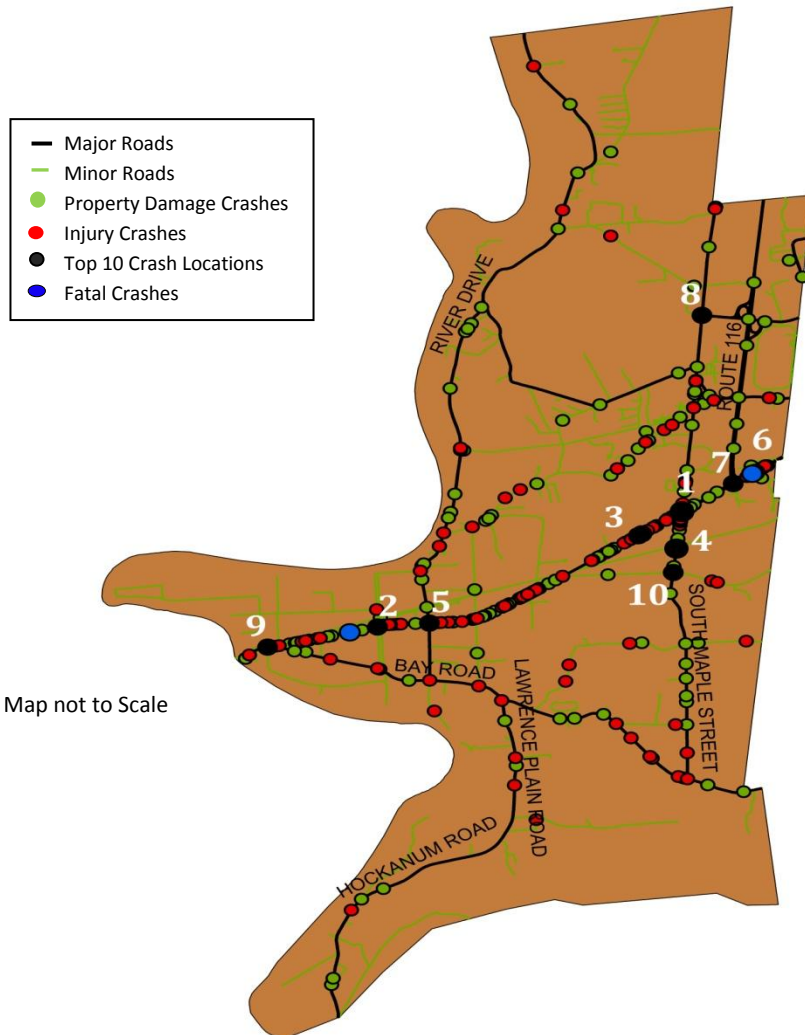 Major Roads
Minor Roads
Property Damage Crashes
Injury Crashes
Top 10 Crash Locations
Fatal Crashes
RIVER DRIVE
8
ROUTE 116
6
7
1
3
4
10
2
5
9
BAY ROAD
SOUTH MAPLE STREET
LAWRENCE PLAIN ROAD
Map not to Scale
HOCKANUM ROAD